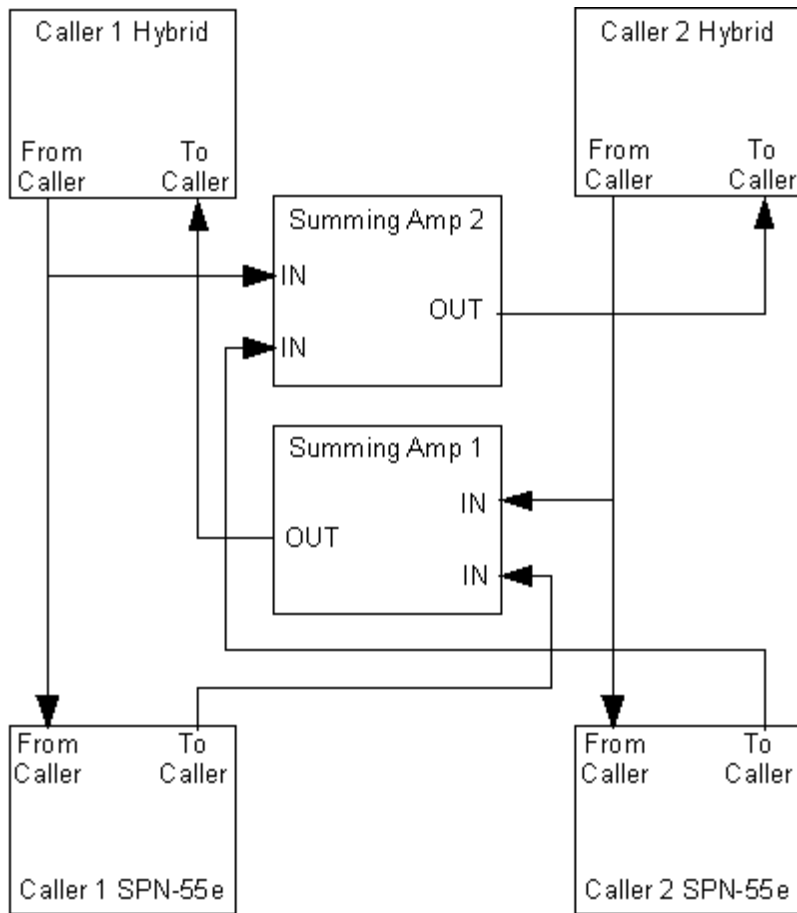 Caller 1 Hybrid
From
Caller
To
Caller
Caller 2 Hybrid
From
Caller
To
Caller
Summing Amp 2
IN
OUT
IN
Summing Amp 1
IN
OUT
IN
From
Caller
To
Caller
Caller 1 SPN-55e
From
Caller
To
Caller
Caller 2 SPN-55e